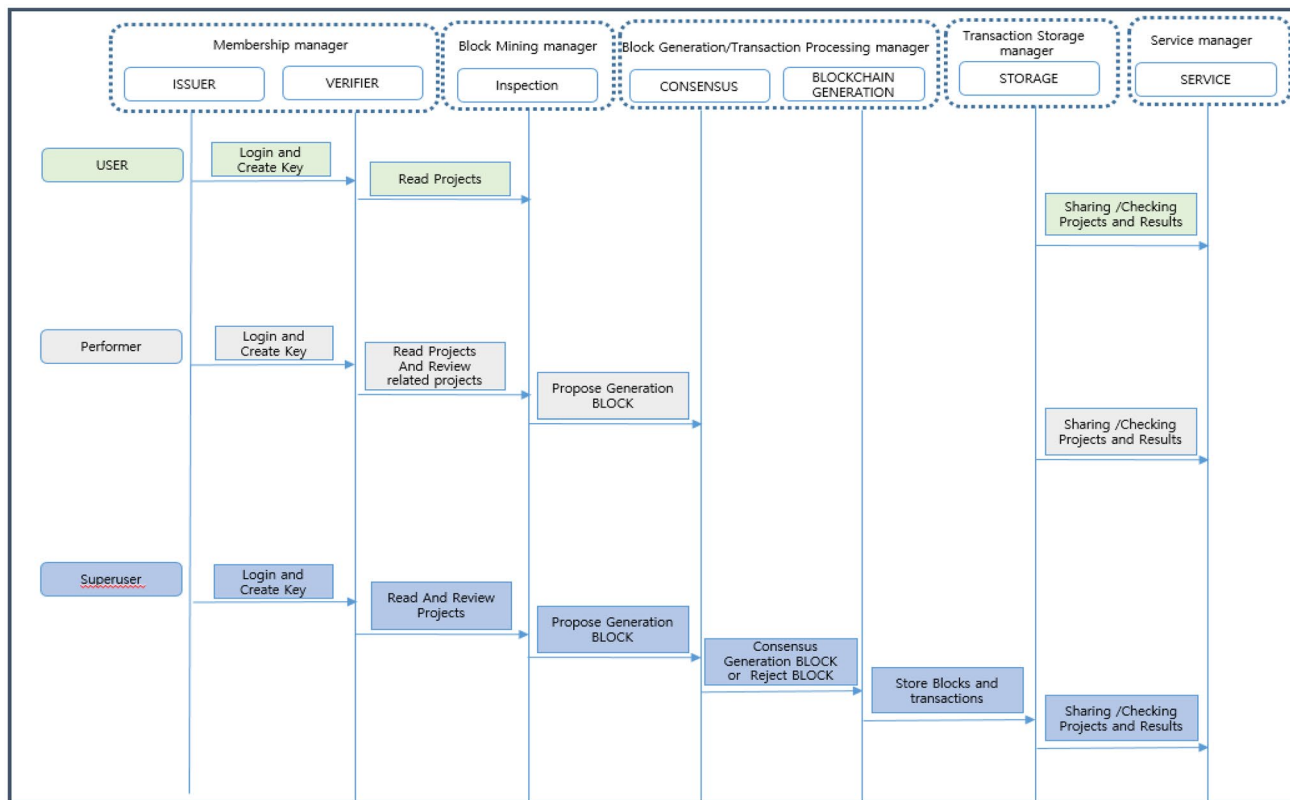 Membership manager
ISSUER
VERIFIER
Block Mining manager
Inspection
Block Generation/Transaction Processing manager
CONSENSUS
BLOCKCHAIN
GENERATION
Transaction Storage
manager
STORAGE
Service manager
SERVICE
USER
Login and
Create Key
Read Projects
Sharing /Checking
Projects and Results
Performer
Login and
Create Key
Read Projects
And Review
related projects
Propose Generation
BLOCK
Sharing /Checking
Projects and Results
Superuser
Login and
Create Key
Read And Review
Projects
Propose Generation
BLOCK
Consensus
Generation BLOCK
or Reject BLOCK
Store Blocks and
transactions
Sharing /Checking
Projects and Results